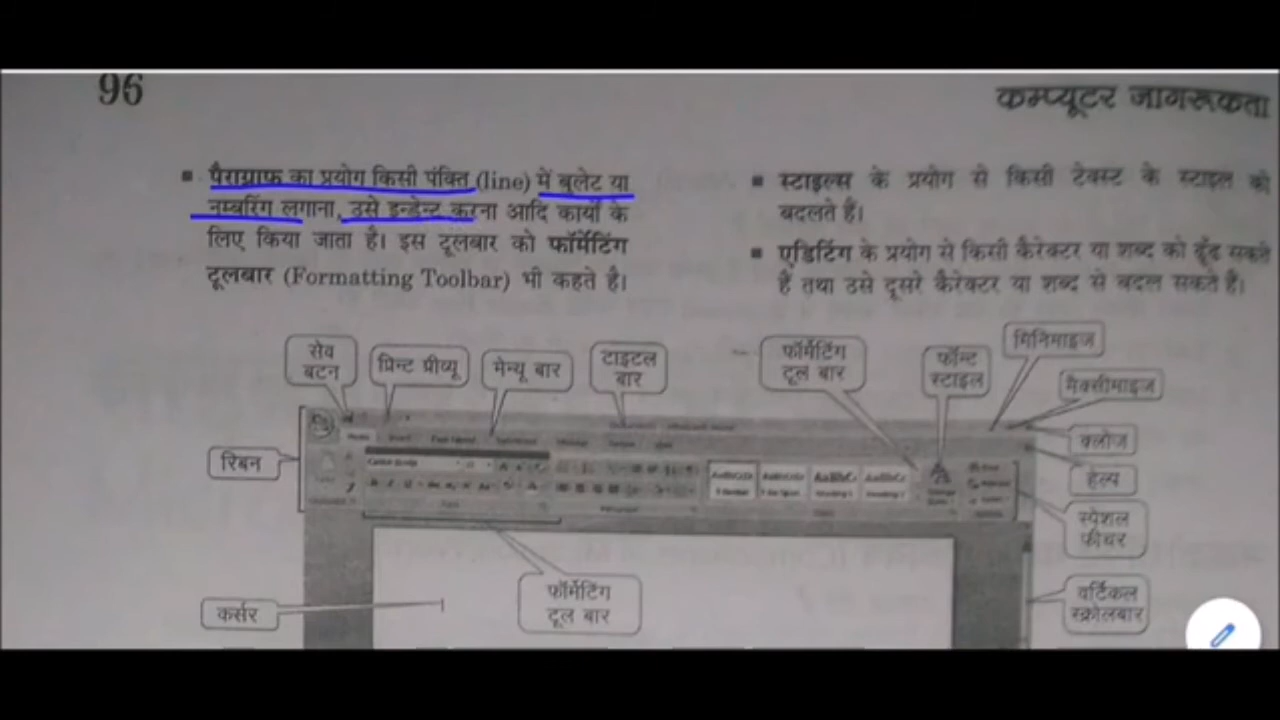 96
कम्प्यूटर जागरूकता
▪ पैराग्राफ का प्रयोग किसी पंक्ति (line) में बुलेट या
नम्बरिंग लगाना, उसे इन्डेन्ट करना आदि कार्यों के
लिए किया जाता है। इस टूलबार को फॉर्मेटिंग
टूलबार (Formatting Toolbar) भी कहते है।
▪ स्टाइल्स के प्रयोग से किसी टेक्स्ट के स्टाइल को
बदलते है।
▪ एडिटिंग के प्रयोग से किसी कैरेक्टर या शब्द को ढूँढ सकते
है तथा उसे दूसरे कैरेक्टर या शब्द से बदल सकते है।
सेव
बटन
प्रिन्ट प्रीव्यू
मेन्यू बार
टाइटल
बार
फॉर्मेटिंग
टूल बार
फॉन्ट
स्टाइल
मिनिमाइज
मैक्सीमाइज
क्लोज
हेल्प
स्पेशल
फीचर
वर्टिकल
स्क्रोलबार
रिबन
फॉर्मेटिंग
टूल बार
कर्सर